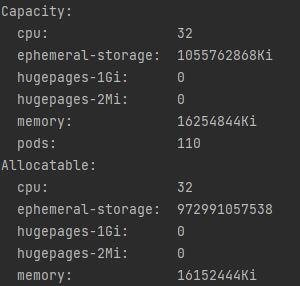 Capacity:
  cpu:                32
  ephemeral-storage:  1055762868Ki
  hugepages-1Gi:      0
  hugepages-2Mi:      0
  memory:             16254844Ki
  pods:               110
Allocatable:
  cpu:                32
  ephemeral-storage:  972991057538
  hugepages-1Gi:      0
  hugepages-2Mi:      0
  memory:             16152444Ki